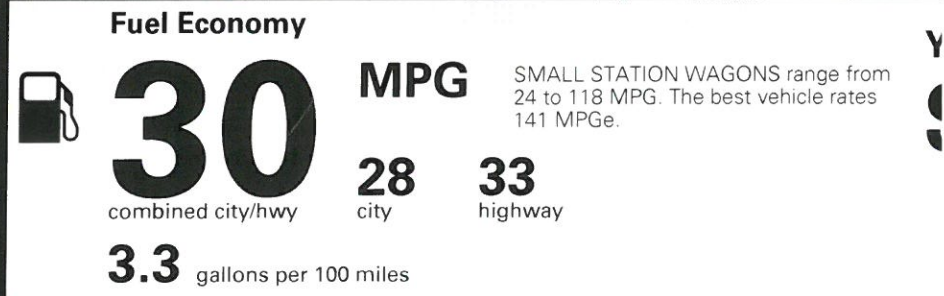 Fuel Economy
30
MPG
SMALL STATION WAGONS range from
24 to 118 MPG. The best vehicle rates
141 MPGe.
combined city/hwy
28
city
33
highway
3.3 gallons per 100 miles